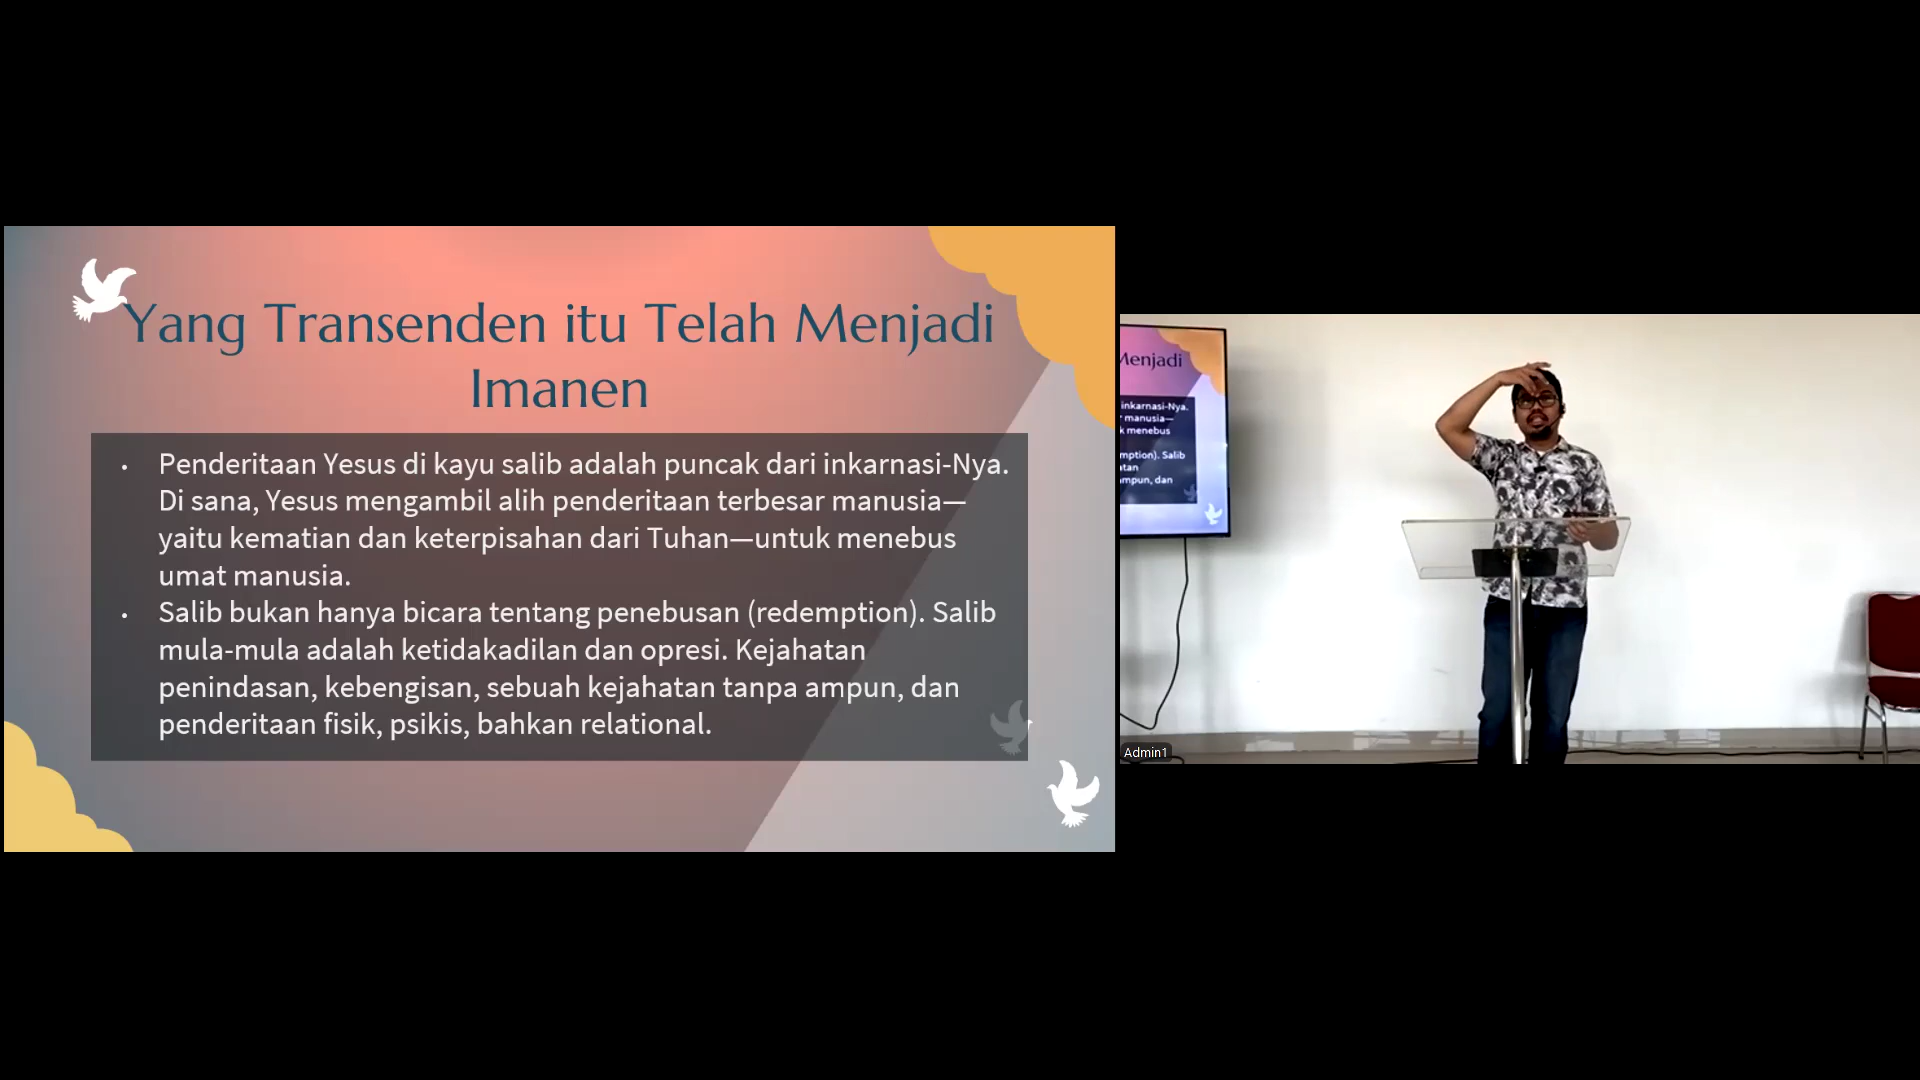 Yang Transenden itu Telah Menjadi
Imanen
• Penderitaan Yesus di kayu salib adalah puncak dari inkarnasi-Nya.
Di sana, Yesus mengambil alih penderitaan terbesar manusia—
yaitu kematian dan keterpisahan dari Tuhan—untuk menebus
umat manusia.
• Salib bukan hanya bicara tentang penebusan (redemption). Salib
mula-mula adalah ketidakadilan dan opresi. Kejahatan
penindasan, kebengisan, sebuah kejahatan tanpa ampun, dan
penderitaan fisik, psikis, bahkan relational.
Menjadi
inkarnasi-Nya.
manusia—
menebus
mption). Salib
atan
ampun, dan
Admin1